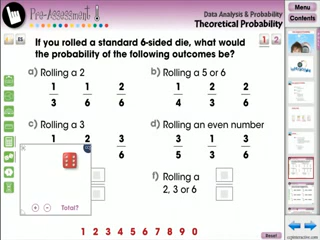 Pre-Assessment!
Data Analysis & Probability
Theoretical Probability
Menu
Contents
If you rolled a standard 6-sided die, what would
the probability of the following outcomes be?
1 2
a) Rolling a 2
1/3 1/6 2/6
b) Rolling a 5 or 6
1/4 2/3 2/6
c) Rolling a 3
1 2 3/6
d) Rolling an even number
3/5 1/3 3/6
f) Rolling a
2, 3 or 6
Total?
1 2 3 4 5 6 7 8 9 0
Reset